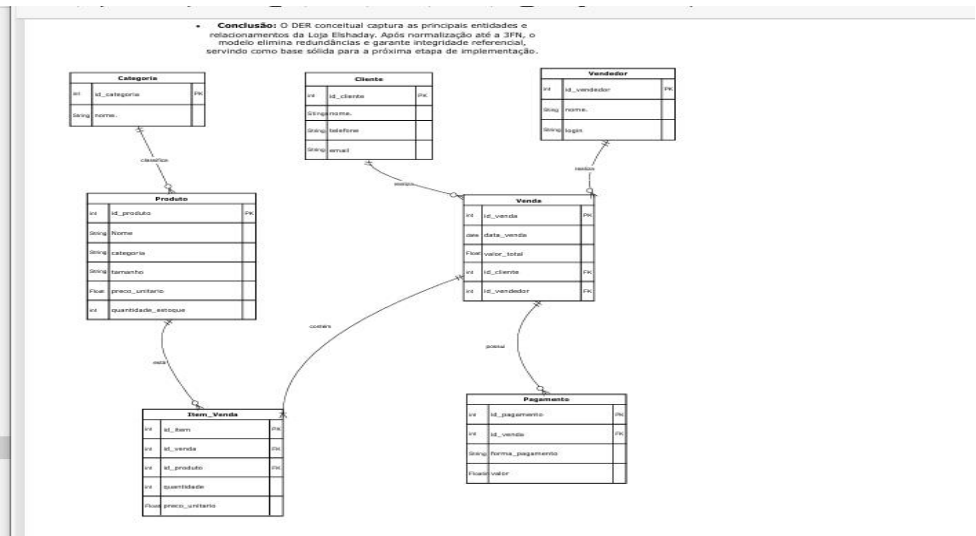 • Conclusão: O DER conceitual captura as principais entidades e
relacionamentos da Loja Elshaday. Após normalização até a 3FN, o
modelo elimina redundâncias e garante integridade referencial,
servindo como base sólida para a próxima etapa de implementação.
Categoria
int id_categoria PK
String nome.
Cliente
int id_cliente PK
String nome.
String telefone
String email
Vendedor
int id_vendedor PK
String nome.
String login
classifica
realiza
realiza
Produto
int id_produto PK
String Nome
String categoria
String tamanho
Float preco_unitario
int quantidade_estoque
Venda
int id_venda PK
date data_venda
Float valor_total
int id_cliente FK
int id_vendedor FK
contém
possui
está
Item_Venda
int id_item PK
int id_venda FK
int id_produto FK
int quantidade
Float preco_unitario
Pagamento
int id_pagamento PK
int id_venda FK
String forma_pagamento
Float valor